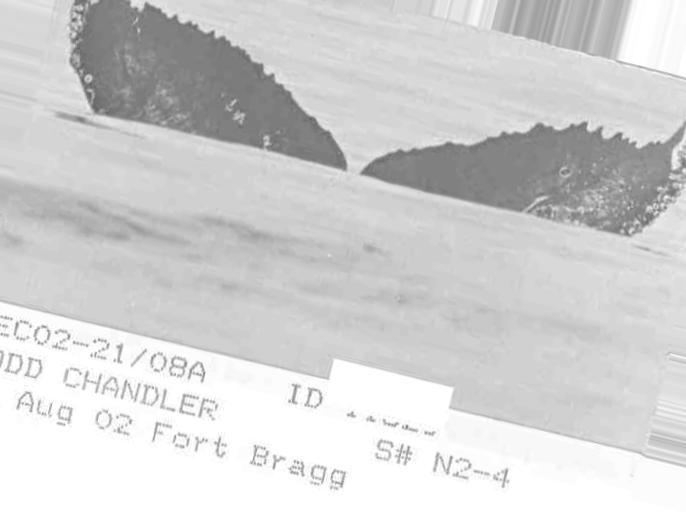 EC02-21/08A
ODD CHANDLER
Aug 02 Fort Bragg
ID
S# N2-4